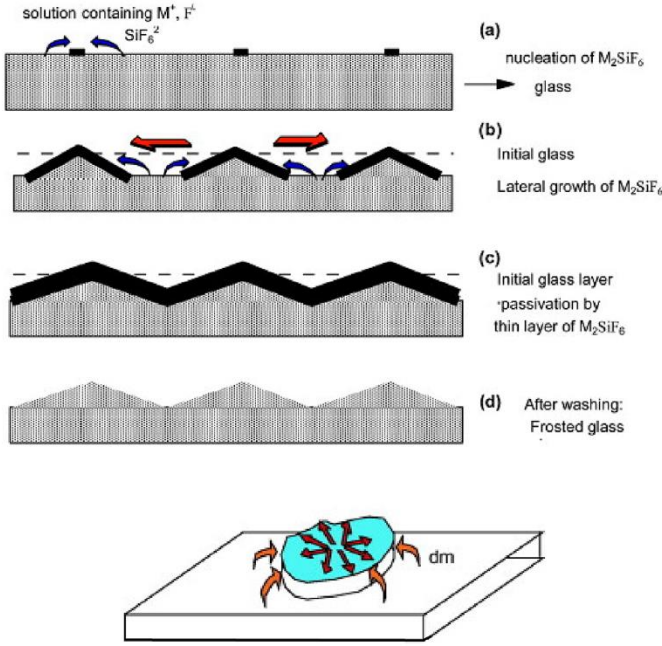 solution containing M⁺, F⁻
SiF₆²
(a)
nucleation of M₂SiF₆
glass
(b)
Initial glass
Lateral growth of M₂SiF₆
(c)
Initial glass layer
passivation by
thin layer of M₂SiF₆
(d)
After washing:
Frosted glass
dm